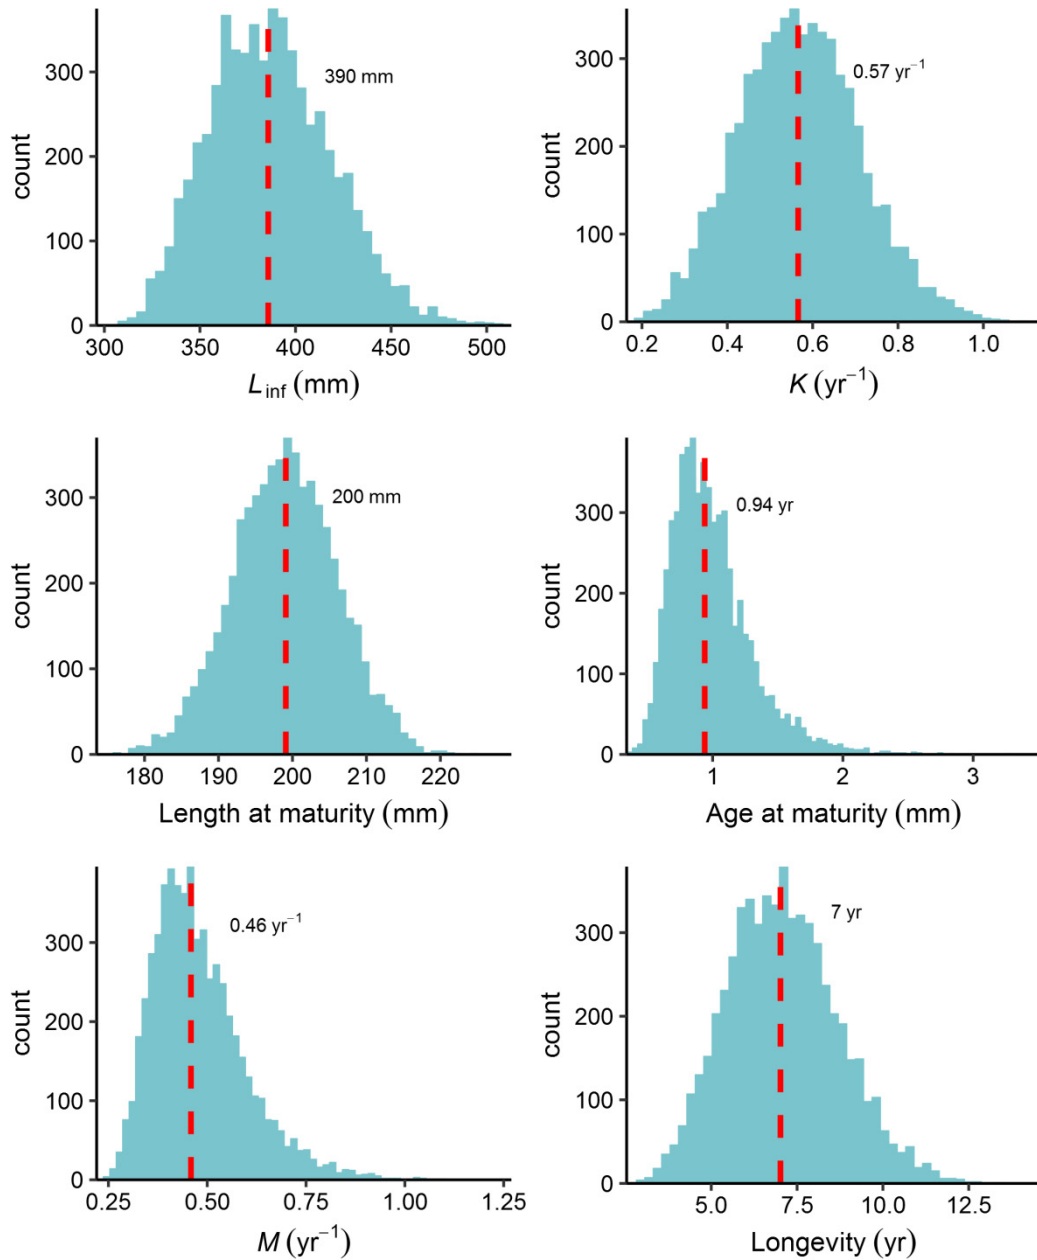 300
200
100
0
count
390 mm
300 350 400 450 500
L inf (mm)
300
200
100
0
count
0.57 yr⁻¹
0.2 0.4 0.6 0.8 1.0
K (yr⁻¹)
300
200
100
0
count
200 mm
180 190 200 210 220
Length at maturity (mm)
300
200
100
0
count
0.94 yr
1 2 3
Age at maturity (mm)
300
200
100
0
count
0.46 yr⁻¹
0.25 0.50 0.75 1.00 1.25
M (yr⁻¹)
300
200
100
0
count
7 yr
5.0 7.5 10.0 12.5
Longevity (yr)